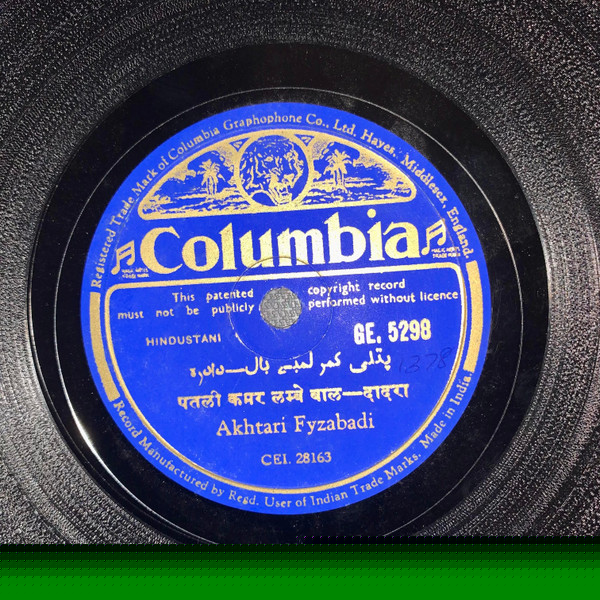 Registered Trade Mark of Columbia Graphophone Co., Ltd. Hayes, Middlesex, England.
Columbia
This patented copyright record
must not be publicly performed without licence
HINDUSTANI
GE. 5298
پتلی کمر لمبے بال—دادره
1378
पतली कमर लम्बे बाल—दादरा
Akhtari Fyzabadi
CEI. 28163
Record Manufactured by Regd. User of Indian Trade Marks. Made in India